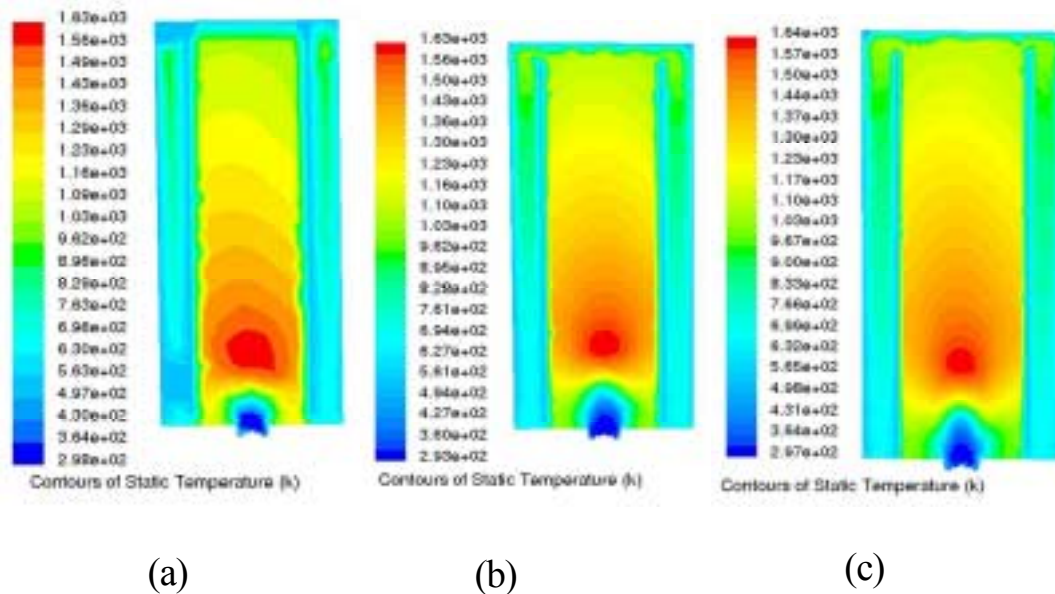 1.63e+03
1.56e+03
1.49e+03
1.43e+03
1.36e+03
1.29e+03
1.23e+03
1.16e+03
1.09e+03
1.03e+03
9.62e+02
8.96e+02
8.29e+02
7.63e+02
6.96e+02
6.30e+02
5.63e+02
4.97e+02
4.30e+02
3.64e+02
2.98e+02
Contours of Static Temperature (k)
(a)
1.63e+03
1.56e+03
1.50e+03
1.43e+03
1.36e+03
1.30e+03
1.23e+03
1.16e+03
1.10e+03
1.03e+03
9.62e+02
8.95e+02
8.28e+02
7.61e+02
6.94e+02
6.27e+02
5.61e+02
4.94e+02
4.27e+02
3.60e+02
2.93e+02
Contours of Static Temperature (k)
(b)
1.64e+03
1.57e+03
1.50e+03
1.44e+03
1.37e+03
1.30e+03
1.23e+03
1.17e+03
1.10e+03
1.03e+03
9.67e+02
9.00e+02
8.33e+02
7.66e+02
6.99e+02
6.32e+02
5.65e+02
4.98e+02
4.31e+02
3.64e+02
2.97e+02
Contours of Static Temperature (k)
(c)